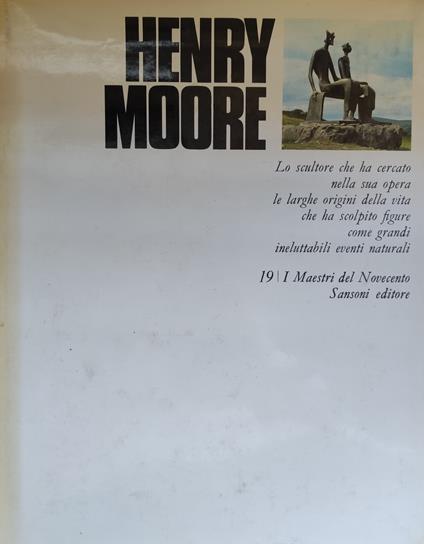 HENRY
MOORE
Lo scultore che ha cercato
nella sua opera
le larghe origini della vita
che ha scolpito figure
come grandi
ineluttabili eventi naturali
19 | I Maestri del Novecento
Sansoni editore